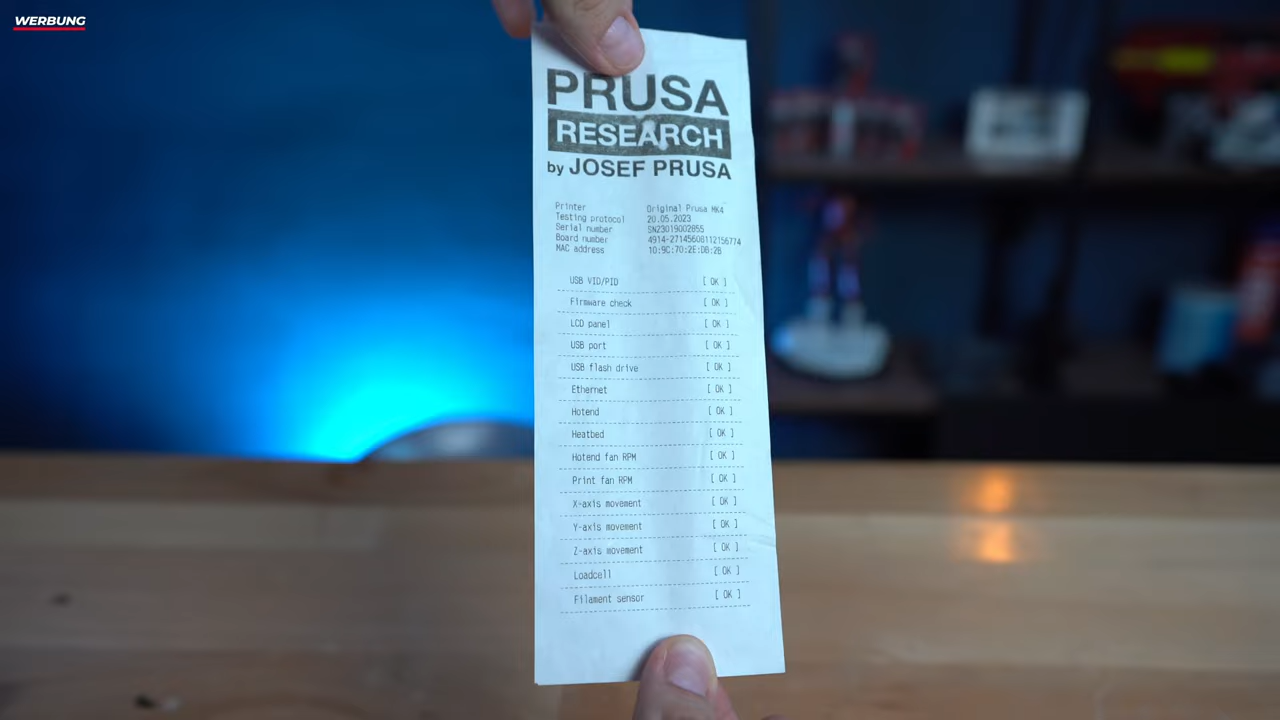 WERBUNG
PRUSA
RESEARCH
by JOSEF PRUSA
Printer Original Prusa MK4
Testing protocol 20.05.2023
Serial number SN23019002855
Board number 4914-27145608112156774
MAC address 10:9C:70:2E:DB:2B
USB VID/PID [ OK ]
Firmware check [ OK ]
LCD panel [ OK ]
USB port [ OK ]
USB flash drive [ OK ]
Ethernet [ OK ]
Hotend [ OK ]
Heatbed [ OK ]
Hotend fan RPM [ OK ]
Print fan RPM [ OK ]
X-axis movement [ OK ]
Y-axis movement [ OK ]
Z-axis movement [ OK ]
Loadcell [ OK ]
Filament sensor [ OK ]